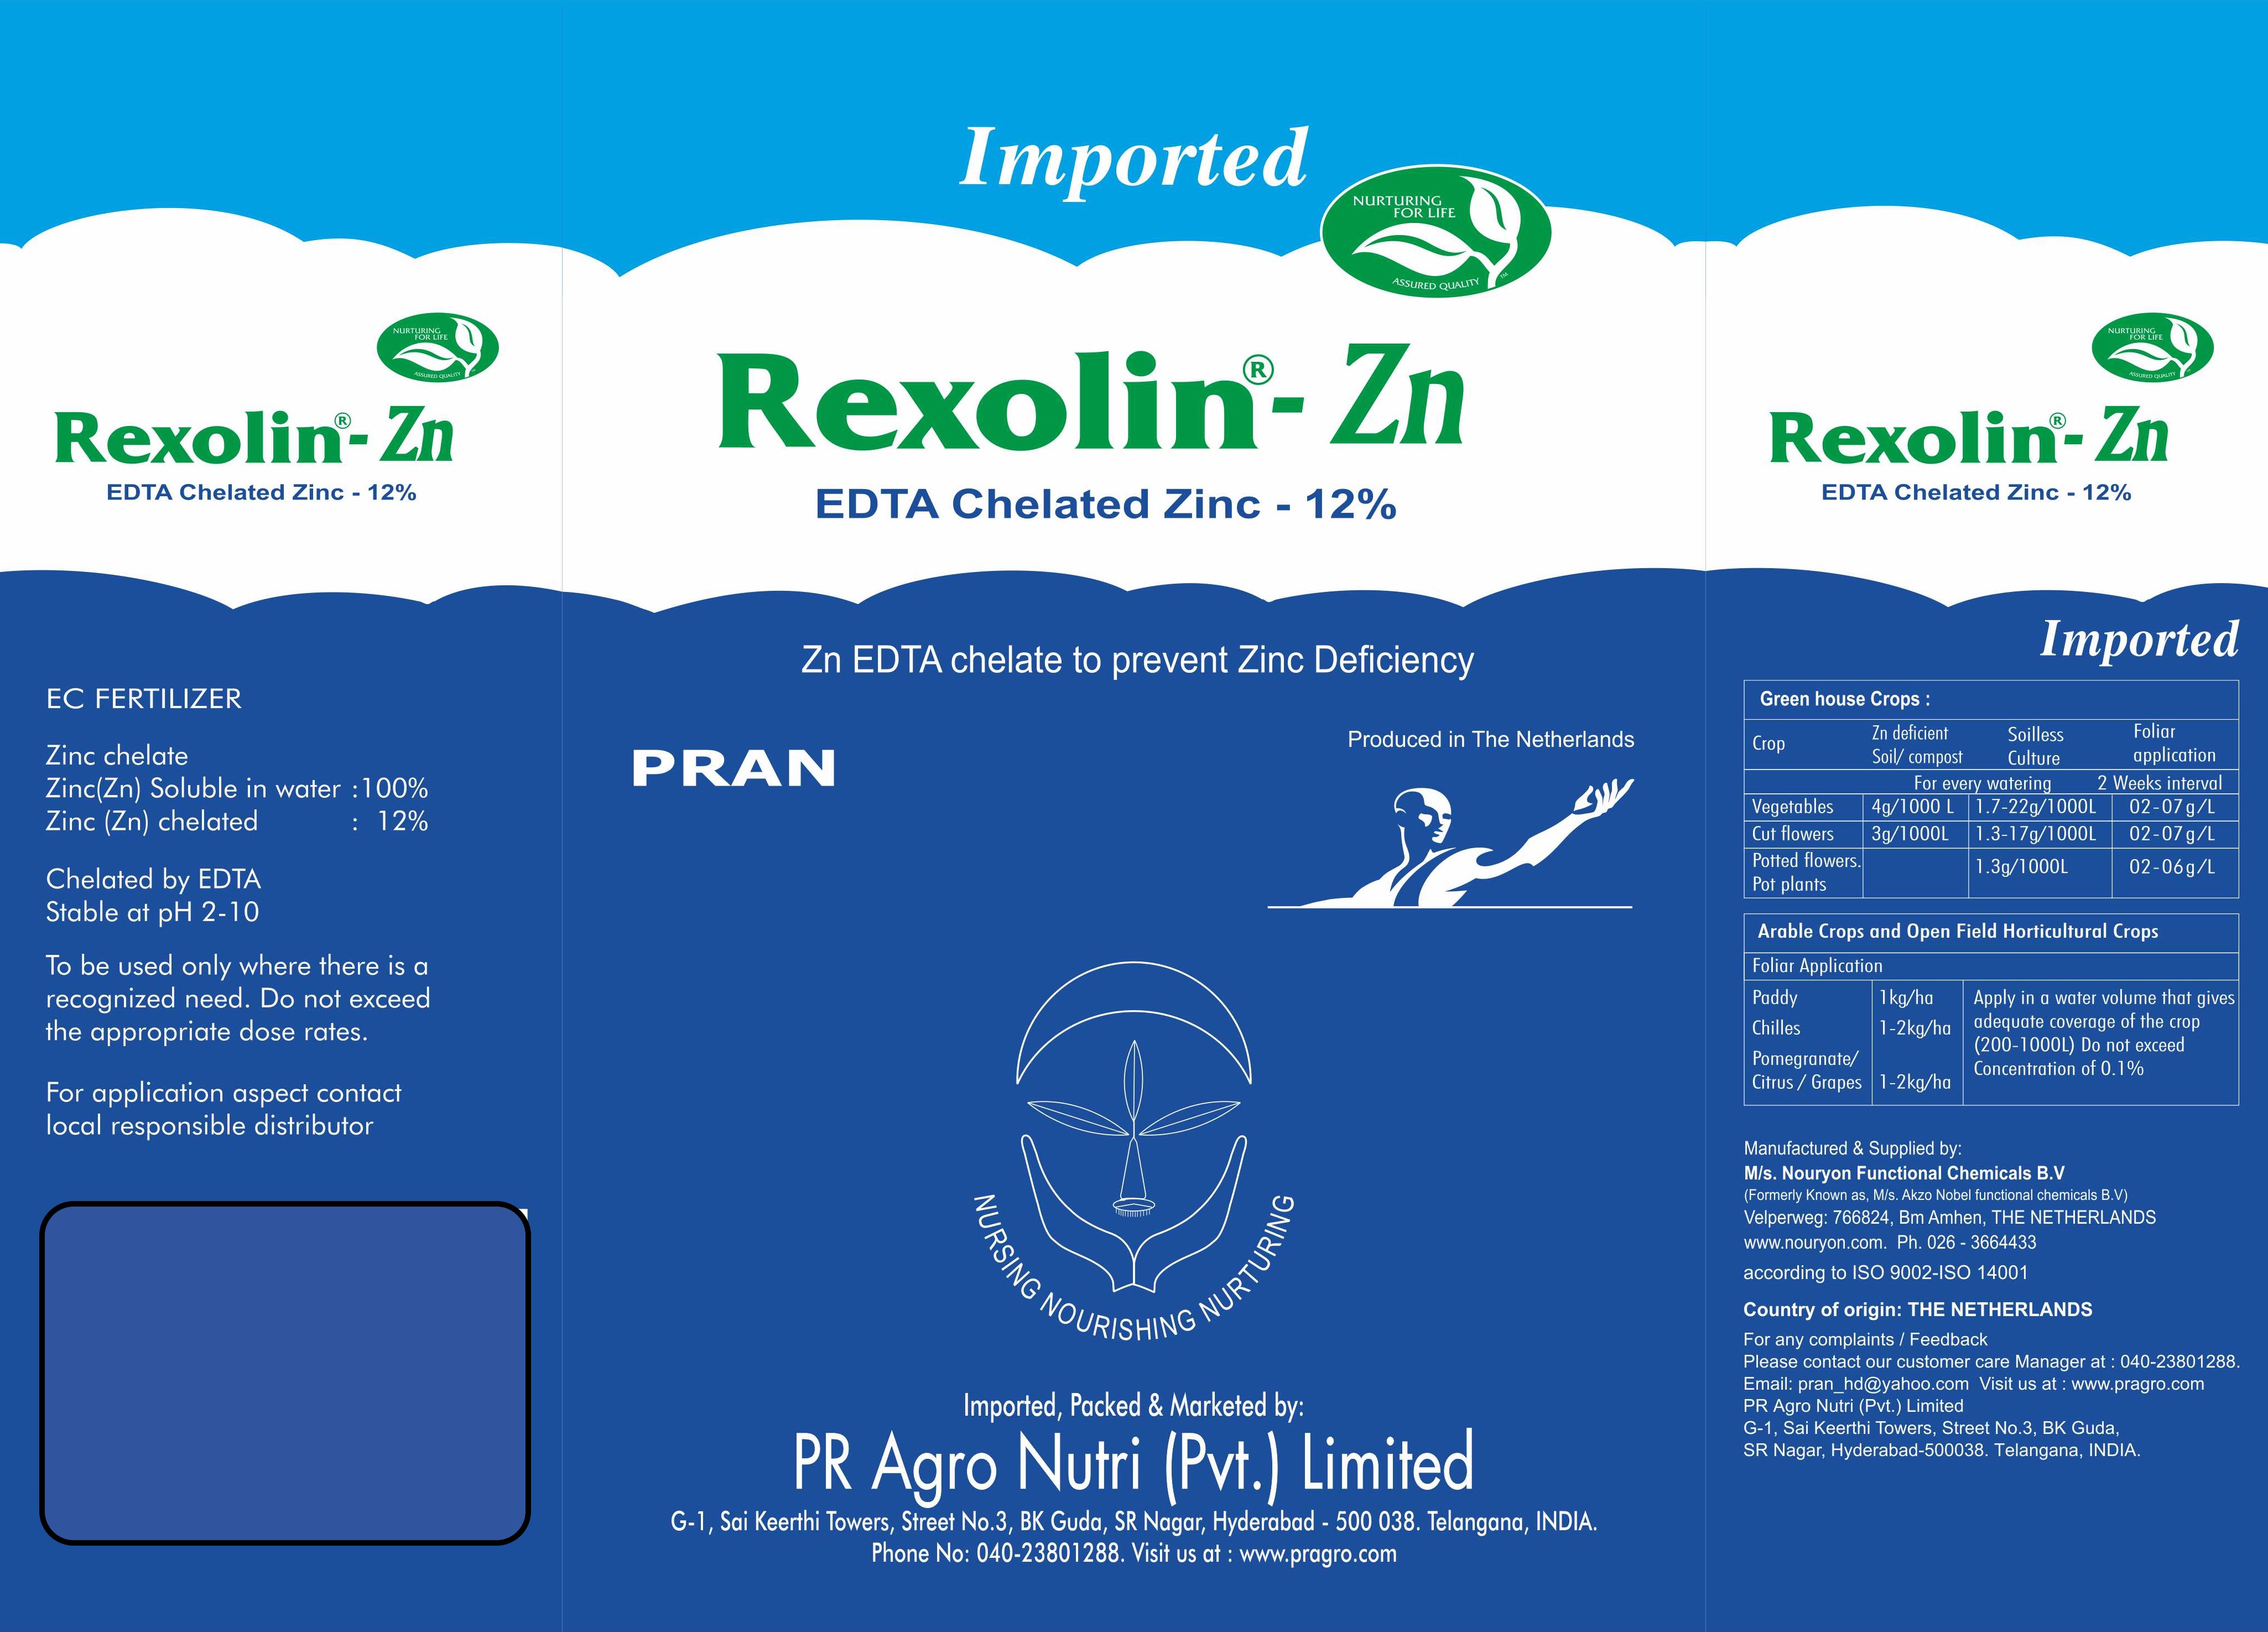 NURTURING
FOR LIFE
ASSURED QUALITY
Rexolin®- Zn
EDTA Chelated Zinc - 12%
EC FERTILIZER
Zinc chelate
Zinc(Zn) Soluble in water :100%
Zinc (Zn) chelated : 12%
Chelated by EDTA
Stable at pH 2-10
To be used only where there is a
recognized need. Do not exceed
the appropriate dose rates.
For application aspect contact
local responsible distributor
Imported
NURTURING
FOR LIFE
ASSURED QUALITY ™
Rexolin®- Zn
EDTA Chelated Zinc - 12%
Zn EDTA chelate to prevent Zinc Deficiency
PRAN
Produced in The Netherlands
NURSING NOURISHING NURTURING
Imported, Packed & Marketed by:
PR Agro Nutri (Pvt.) Limited
G-1, Sai Keerthi Towers, Street No.3, BK Guda, SR Nagar, Hyderabad - 500 038. Telangana, INDIA.
Phone No: 040-23801288. Visit us at : www.pragro.com
NURTURING
FOR LIFE
ASSURED QUALITY
Rexolin®- Zn
EDTA Chelated Zinc - 12%
Imported
Green house Crops :
Crop Zn deficient Soil/ compost Soilless Culture Foliar application
For every watering 2 Weeks interval
Vegetables 4g/1000 L 1.7-22g/1000L 02-07g/L
Cut flowers 3g/1000L 1.3-17g/1000L 02-07g/L
Potted flowers. Pot plants 1.3g/1000L 02-06g/L
Arable Crops and Open Field Horticultural Crops
Foliar Application
Paddy 1kg/ha Apply in a water volume that gives
Chilles 1-2kg/ha adequate coverage of the crop
(200-1000L) Do not exceed
Pomegranate/ Concentration of 0.1%
Citrus / Grapes 1-2kg/ha
Manufactured & Supplied by:
M/s. Nouryon Functional Chemicals B.V
(Formerly Known as, M/s. Akzo Nobel functional chemicals B.V)
Velperweg: 766824, Bm Amhen, THE NETHERLANDS
www.nouryon.com. Ph. 026 - 3664433
according to ISO 9002-ISO 14001
Country of origin: THE NETHERLANDS
For any complaints / Feedback
Please contact our customer care Manager at : 040-23801288.
Email: pran_hd@yahoo.com Visit us at : www.pragro.com
PR Agro Nutri (Pvt.) Limited
G-1, Sai Keerthi Towers, Street No.3, BK Guda,
SR Nagar, Hyderabad-500038. Telangana, INDIA.